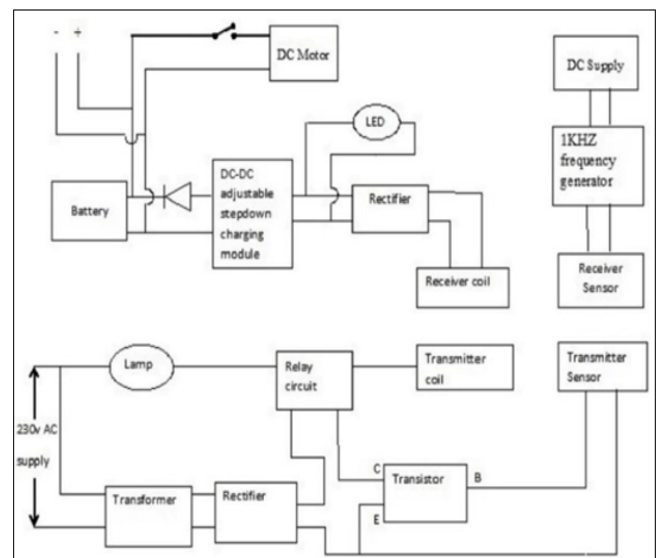 - +
DC Motor
DC Supply
LED
1KHZ
frequency
generator
DC-DC
adjustable
stepdown
charging
module
Battery
Rectifier
Receiver coil
Receiver
Sensor
Lamp
Relay
circuit
Transmitter
coil
Transmitter
Sensor
230v AC
supply
Transformer
Rectifier
C
Transistor
B
E